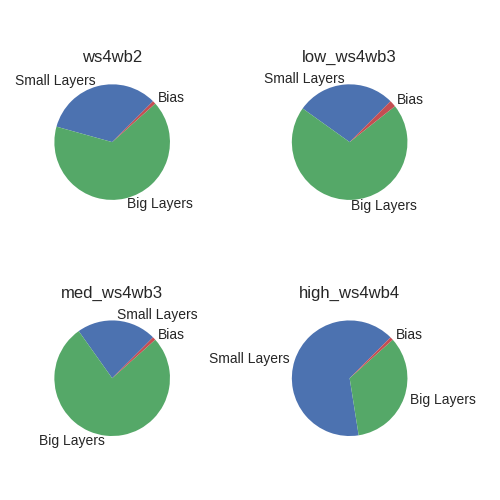 ws4wb2
Small Layers
Bias
Big Layers
low_ws4wb3
Small Layers
Bias
Big Layers
med_ws4wb3
Small Layers
Bias
Big Layers
high_ws4wb4
Bias
Small Layers
Big Layers